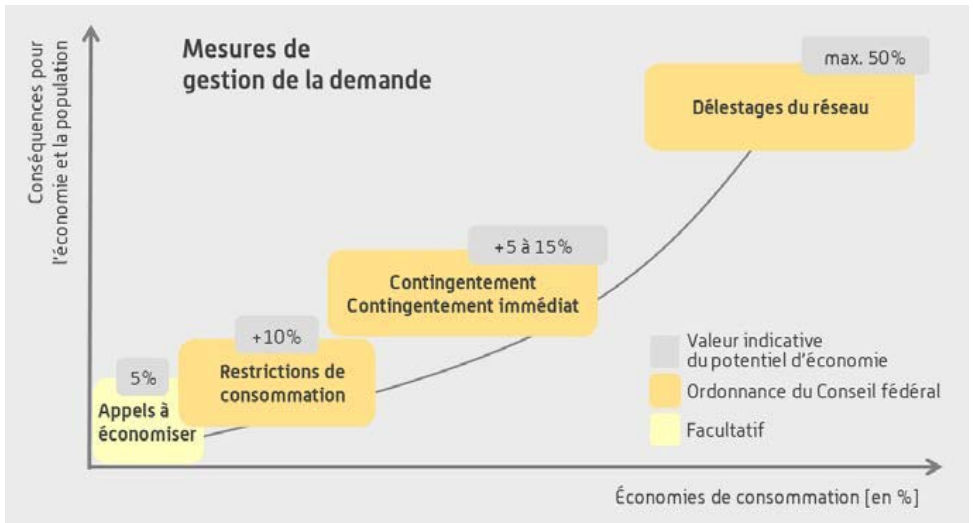 Mesures de
gestion de la demande
Conséquences pour
l'économie et la population
max. 50%
Délestages du réseau
+5 à 15%
Contingentement
Contingentement immédiat
+10%
Restrictions de
consommation
5%
Appels à
économiser
Valeur indicative
du potentiel d'économie
Ordonnance du Conseil fédéral
Facultatif
Économies de consommation [en %]